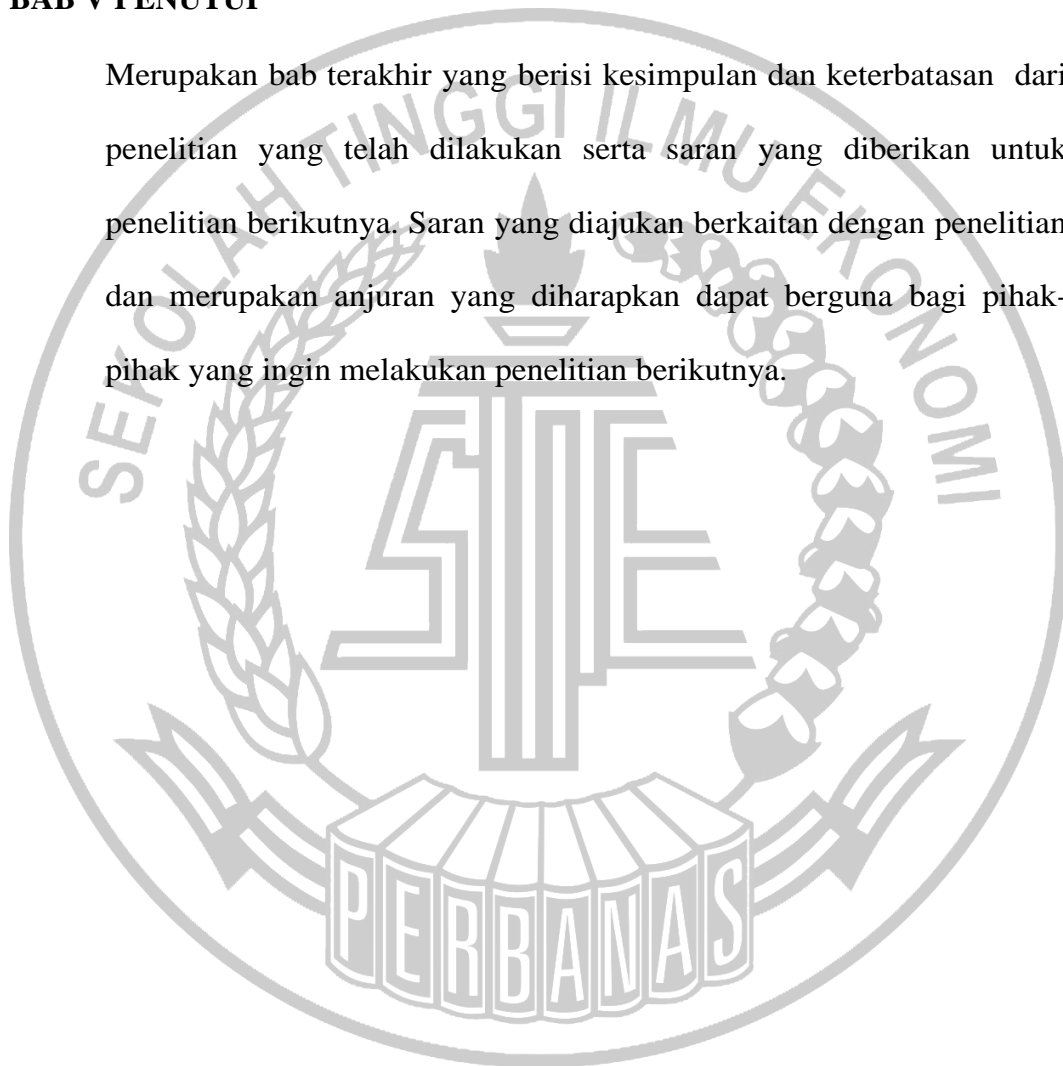 BAB V PENUTUP
Merupakan bab terakhir yang berisi kesimpulan dan keterbatasan dari
penelitian yang telah dilakukan serta saran yang diberikan untuk
penelitian berikutnya. Saran yang diajukan berkaitan dengan penelitian
dan merupakan anjuran yang diharapkan dapat berguna bagi pihak-
pihak yang ingin melakukan penelitian berikutnya.
SEKOLAH TINGGI ILMU EKONOMI
STIE
PERBANAS